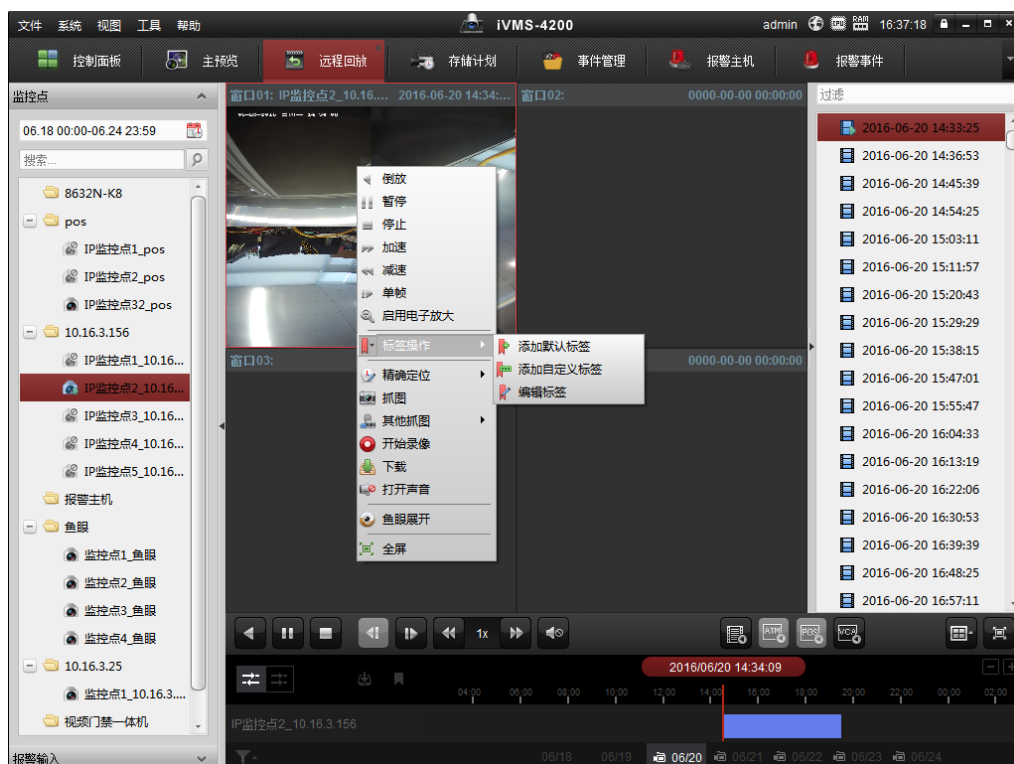 文件 系统 视图 工具 帮助 iVMS-4200 admin CPU RAM 16:37:18
控制面板 主预览 远程回放 存储计划 事件管理 报警主机 报警事件
监控点
06.18 00:00-06.24 23:59
搜索...
8632N-K8
pos
IP监控点1_pos
IP监控点2_pos
IP监控点32_pos
10.16.3.156
IP监控点1_10.16...
IP监控点2_10.16...
IP监控点3_10.16...
IP监控点4_10.16...
IP监控点5_10.16...
报警主机
鱼眼
监控点1_鱼眼
监控点2_鱼眼
监控点3_鱼眼
监控点4_鱼眼
10.16.3.25
监控点1_10.16.3....
视频门禁一体机
报警输入
窗口01: IP监控点2_10.16.... 2016-06-20 14:34:...
窗口02: 0000-00-00 00:00:00
窗口03:
0000-00-00 00:00:00
倒放
暂停
停止
加速
减速
单帧
启用电子放大
标签操作
精确定位
抓图
其他抓图
开始录像
下载
打开声音
鱼眼展开
全屏
添加默认标签
添加自定义标签
编辑标签
过滤
2016-06-20 14:33:25
2016-06-20 14:36:53
2016-06-20 14:45:39
2016-06-20 14:54:25
2016-06-20 15:03:11
2016-06-20 15:11:57
2016-06-20 15:20:43
2016-06-20 15:29:29
2016-06-20 15:38:15
2016-06-20 15:47:01
2016-06-20 15:55:47
2016-06-20 16:04:33
2016-06-20 16:13:19
2016-06-20 16:22:06
2016-06-20 16:30:53
2016-06-20 16:39:39
2016-06-20 16:48:25
2016-06-20 16:57:11
1x ATM POS VCA
2016/06/20 14:34:09
04:00 06:00 08:00 10:00 12:00 14:00 16:00 18:00 20:00 22:00 00:00 02:00
IP监控点2_10.16.3.156
06/18 06/19 06/20 06/21 06/22 06/23 06/24